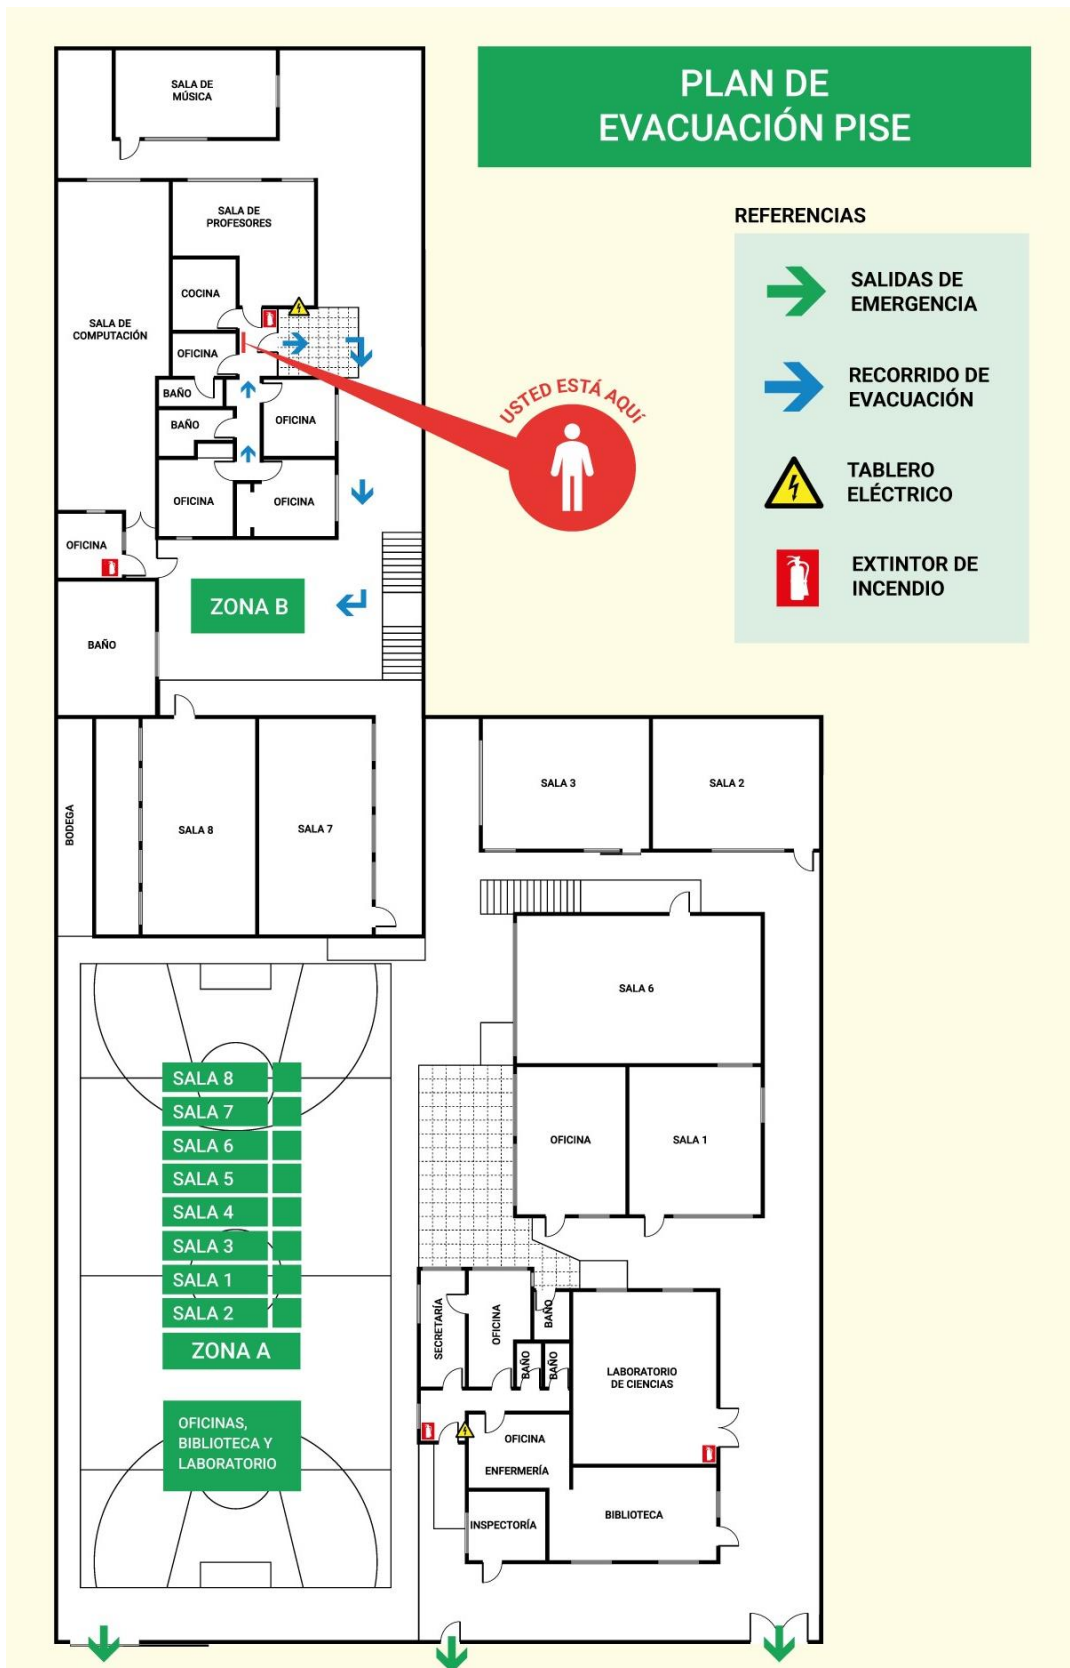 PLAN DE
EVACUACIÓN PISE
REFERENCIAS
SALIDAS DE
EMERGENCIA
RECORRIDO DE
EVACUACIÓN
TABLERO
ELÉCTRICO
EXTINTOR DE
INCENDIO
USTED ESTÁ AQUí
SALA DE
MÚSICA
SALA DE
PROFESORES
COCINA
SALA DE
COMPUTACIÓN
OFICINA
BAÑO
BAÑO
OFICINA
OFICINA
OFICINA
OFICINA
ZONA B
BAÑO
BODEGA
SALA 8
SALA 7
SALA 3
SALA 2
SALA 6
OFICINA
SALA 1
SALA 8
SALA 7
SALA 6
SALA 5
SALA 4
SALA 3
SALA 1
SALA 2
ZONA A
OFICINAS,
BIBLIOTECA Y
LABORATORIO
SECRETARÍA
OFICINA
BAÑO
BAÑO
BAÑO
LABORATORIO
DE CIENCIAS
OFICINA
ENFERMERÍA
INSPECTORÍA
BIBLIOTECA